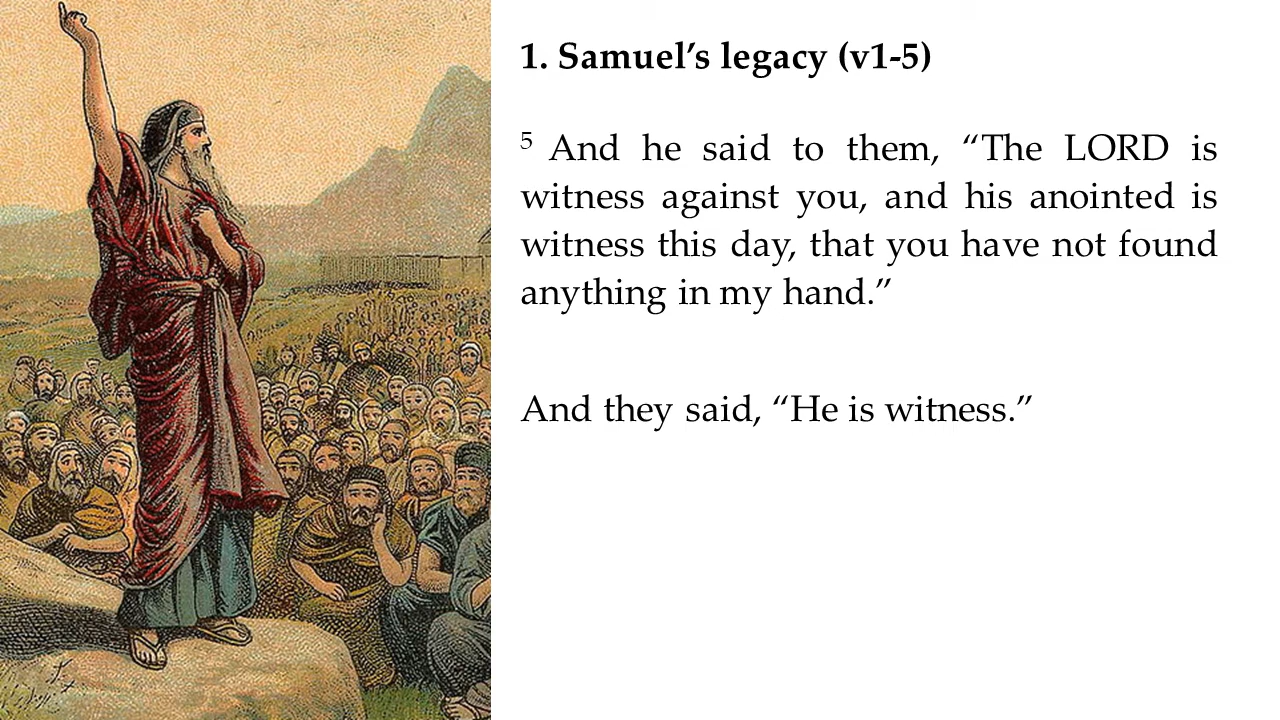 1. Samuel’s legacy (v1-5)
5 And he said to them, “The LORD is
witness against you, and his anointed is
witness this day, that you have not found
anything in my hand.”
And they said, “He is witness.”